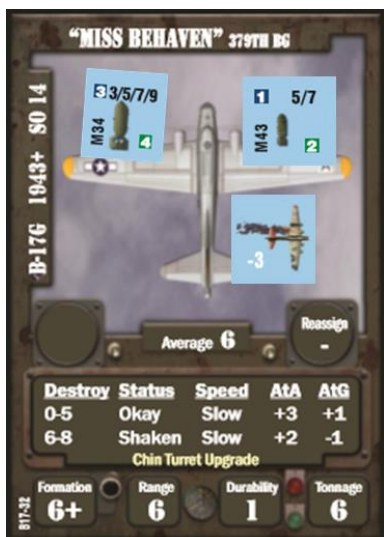 "MISS BEHAVEN" 379TH BG
B-17G 1943+ SO 14
3 3/5/7/9
M34
4
1 5/7
M43
2
-3
Average 6
Reassign
-
Destroy Status Speed AtA AtG
0-5 Okay Slow +3 +1
6-8 Shaken Slow +2 -1
Chin Turret Upgrade
Formation Range Durability Tonnage
6+ 6 1 6
B17-32